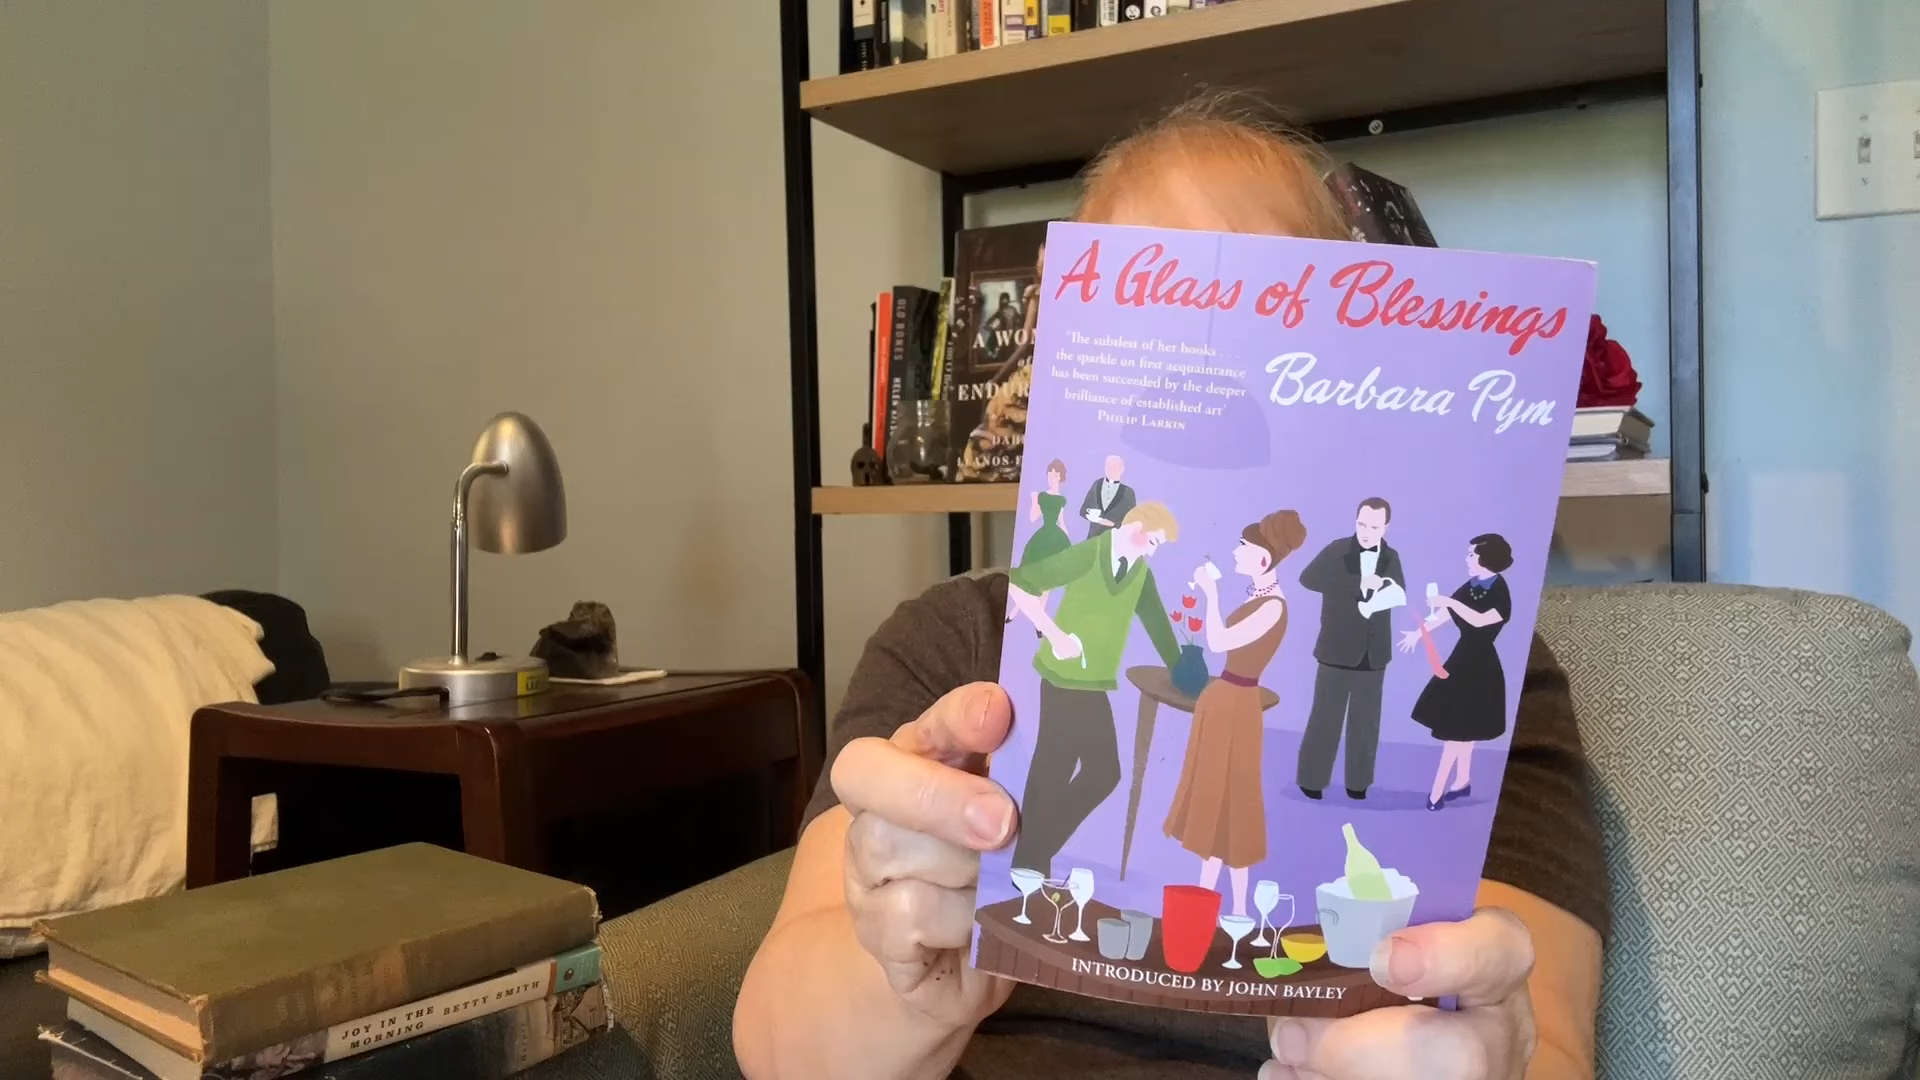 A Glass of Blessings
Barbara Pym
'The subtlest of her books . . .
the sparkle on first acquaintance
has been succeeded by the deeper
brilliance of established art'
PHILIP LARKIN
INTRODUCED BY JOHN BAYLEY
OLD BONES
HELEN
A
ENDUR
JOY IN THE
MORNING
BETTY SMITH